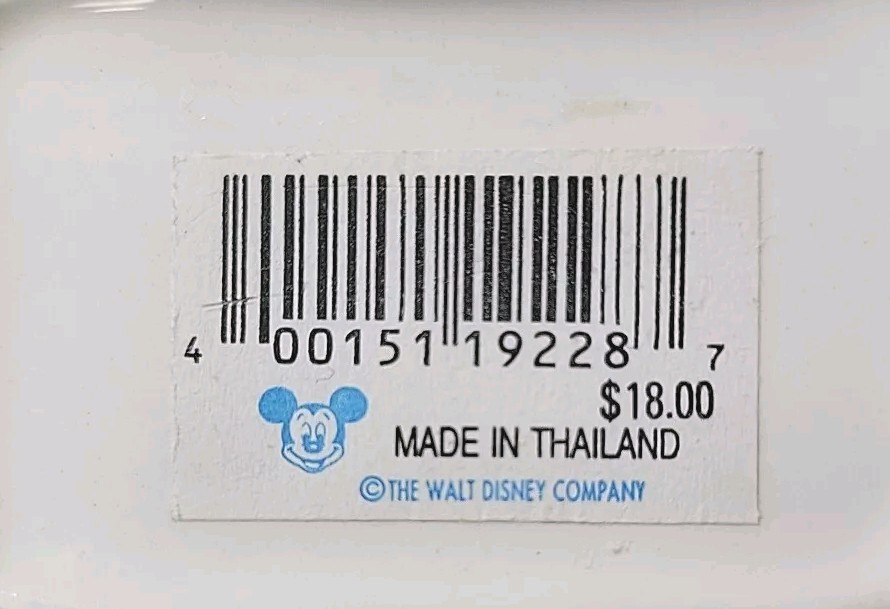 4 00151 19228 7
$18.00
MADE IN THAILAND
© THE WALT DISNEY COMPANY